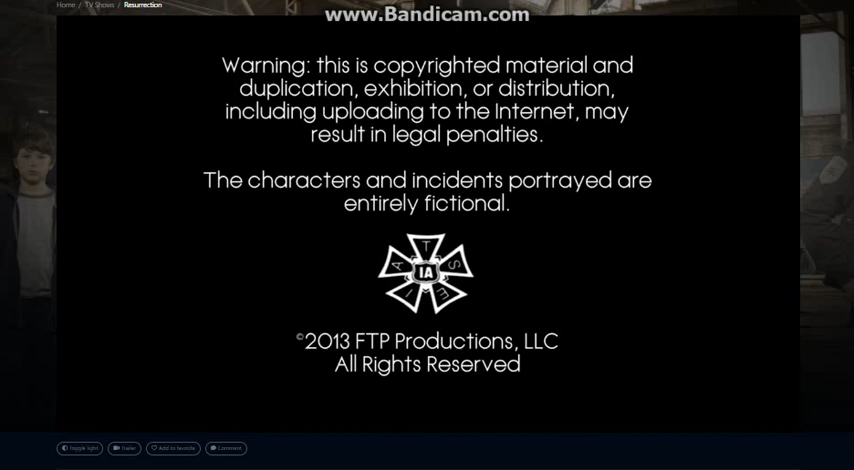 www.Bandicam.com
Home / TV Shows / Resurrection
Warning: this is copyrighted material and
duplication, exhibition, or distribution,
including uploading to the Internet, may
result in legal penalties.
The characters and incidents portrayed are
entirely fictional.
I A T S E
IA
©2013 FTP Productions, LLC
All Rights Reserved
Toggle light
Trailer
Add to favorite
Comment